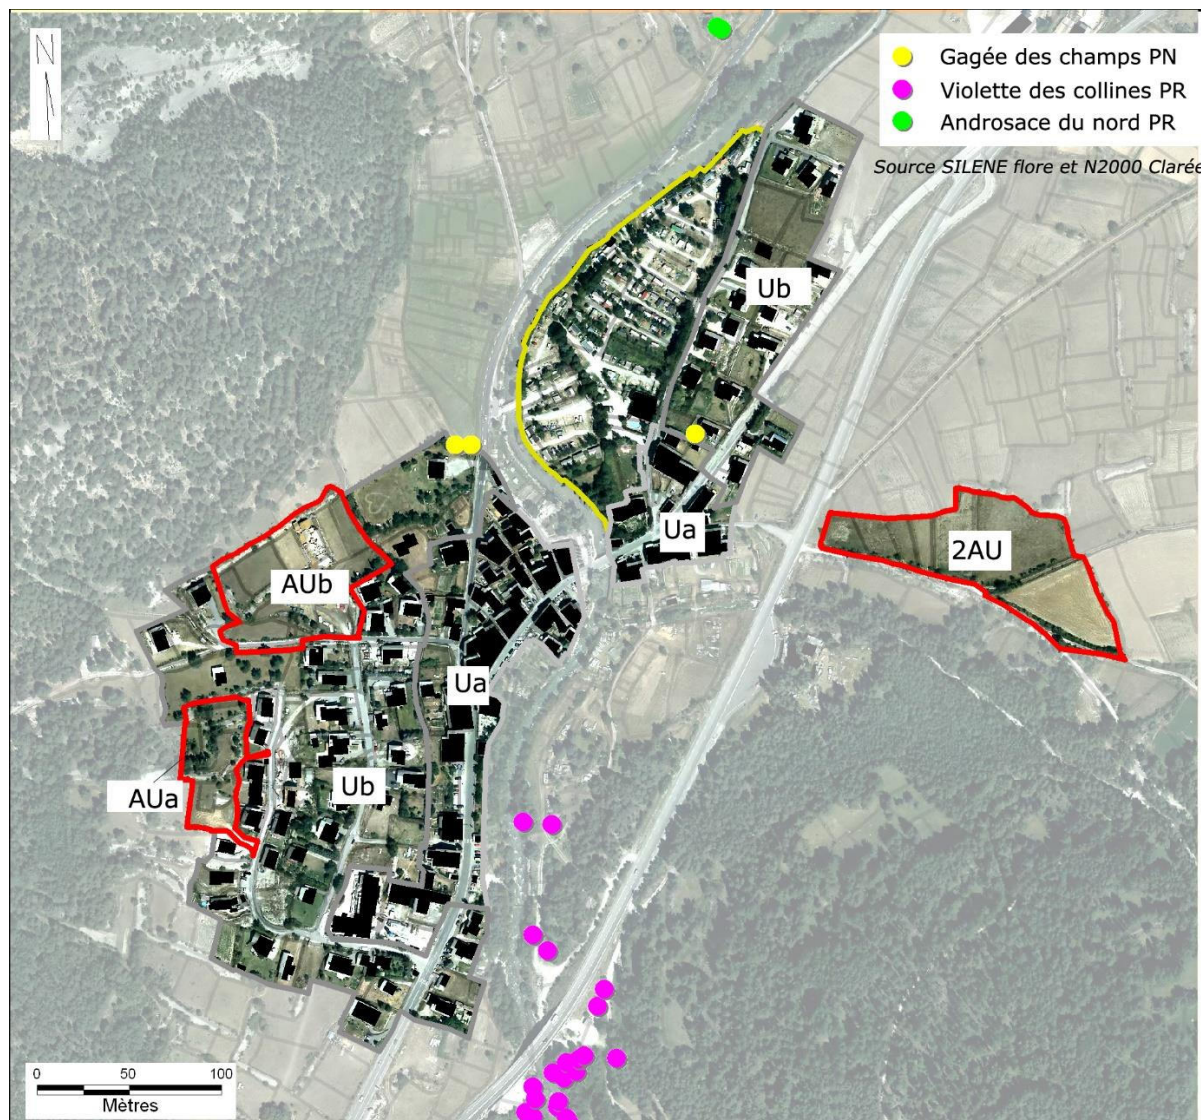 N
Gagée des champs PN
Violette des collines PR
Androsace du nord PR
Source SILENE flore et N2000 Clarée
Ub
Ua
2AU
AUb
Ua
AUa
Ub
0 50 100
Mètres